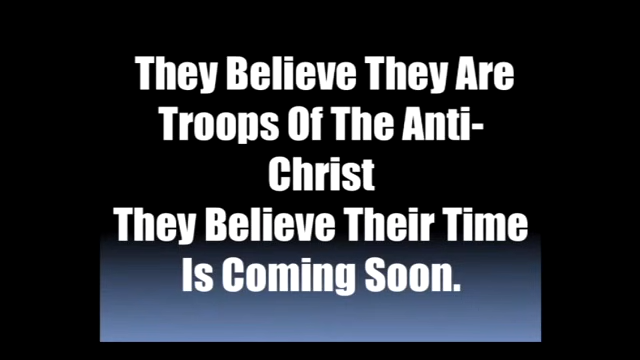 They Believe They Are
Troops Of The Anti-
Christ
They Believe Their Time
Is Coming Soon.